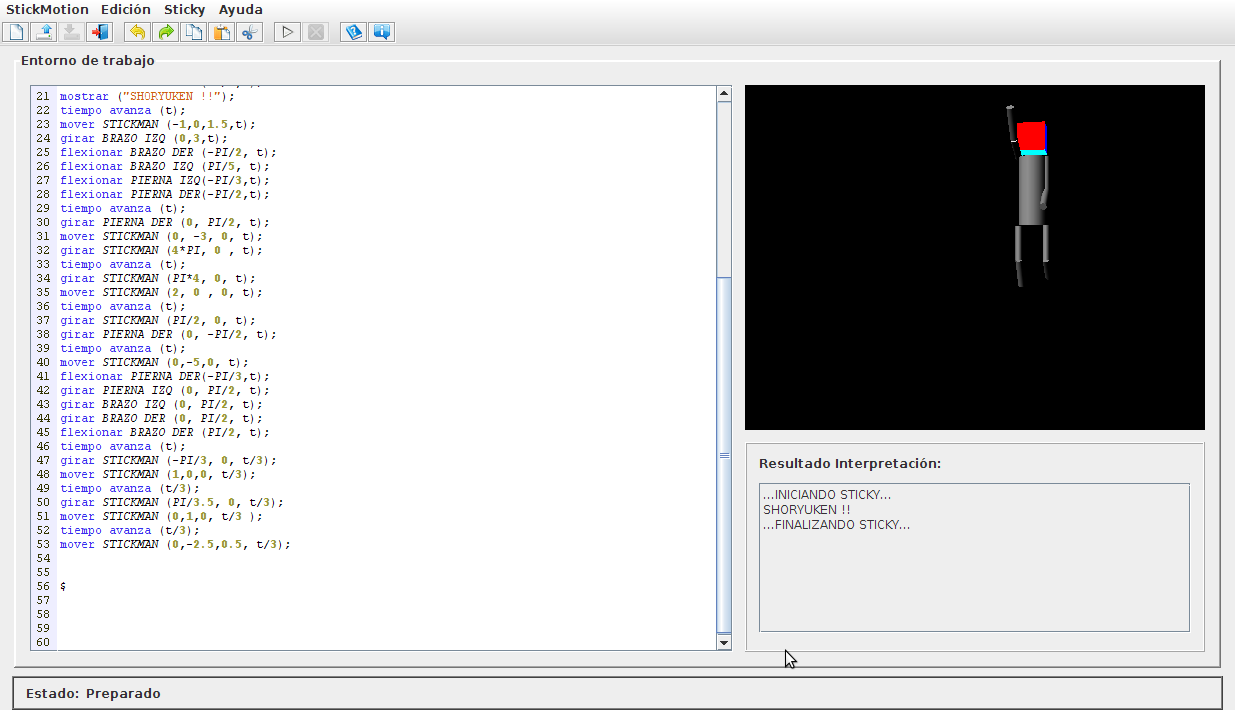 StickMotion Edición Sticky Ayuda
Entorno de trabajo
21 mostrar ("SHORYUKEN !!");
22 tiempo avanza (t);
23 mover STICKMAN (-1,0,1.5,t);
24 girar BRAZO IZQ (0,3,t);
25 flexionar BRAZO DER (-PI/2, t);
26 flexionar BRAZO IZQ (PI/5, t);
27 flexionar PIERNA IZQ(-PI/3,t);
28 flexionar PIERNA DER(-PI/2,t);
29 tiempo avanza (t);
30 girar PIERNA DER (0, PI/2, t);
31 mover STICKMAN (0, -3, 0, t);
32 girar STICKMAN (4*PI, 0 , t);
33 tiempo avanza (t);
34 girar STICKMAN (PI*4, 0, t);
35 mover STICKMAN (2, 0 , 0, t);
36 tiempo avanza (t);
37 girar STICKMAN (PI/2, 0, t);
38 girar PIERNA DER (0, -PI/2, t);
39 tiempo avanza (t);
40 mover STICKMAN (0,-5,0, t);
41 flexionar PIERNA DER(-PI/3,t);
42 girar PIERNA IZQ (0, PI/2, t);
43 girar BRAZO IZQ (0, PI/2, t);
44 girar BRAZO DER (0, PI/2, t);
45 flexionar BRAZO DER (PI/2, t);
46 tiempo avanza (t);
47 girar STICKMAN (-PI/3, 0, t/3);
48 mover STICKMAN (1,0,0, t/3);
49 tiempo avanza (t/3);
50 girar STICKMAN (PI/3.5, 0, t/3);
51 mover STICKMAN (0,1,0, t/3 );
52 tiempo avanza (t/3);
53 mover STICKMAN (0,-2.5,0.5, t/3);
54
55
56 $
57
58
59
60
Resultado Interpretación:
...INICIANDO STICKY...
SHORYUKEN !!
...FINALIZANDO STICKY...
Estado: Preparado